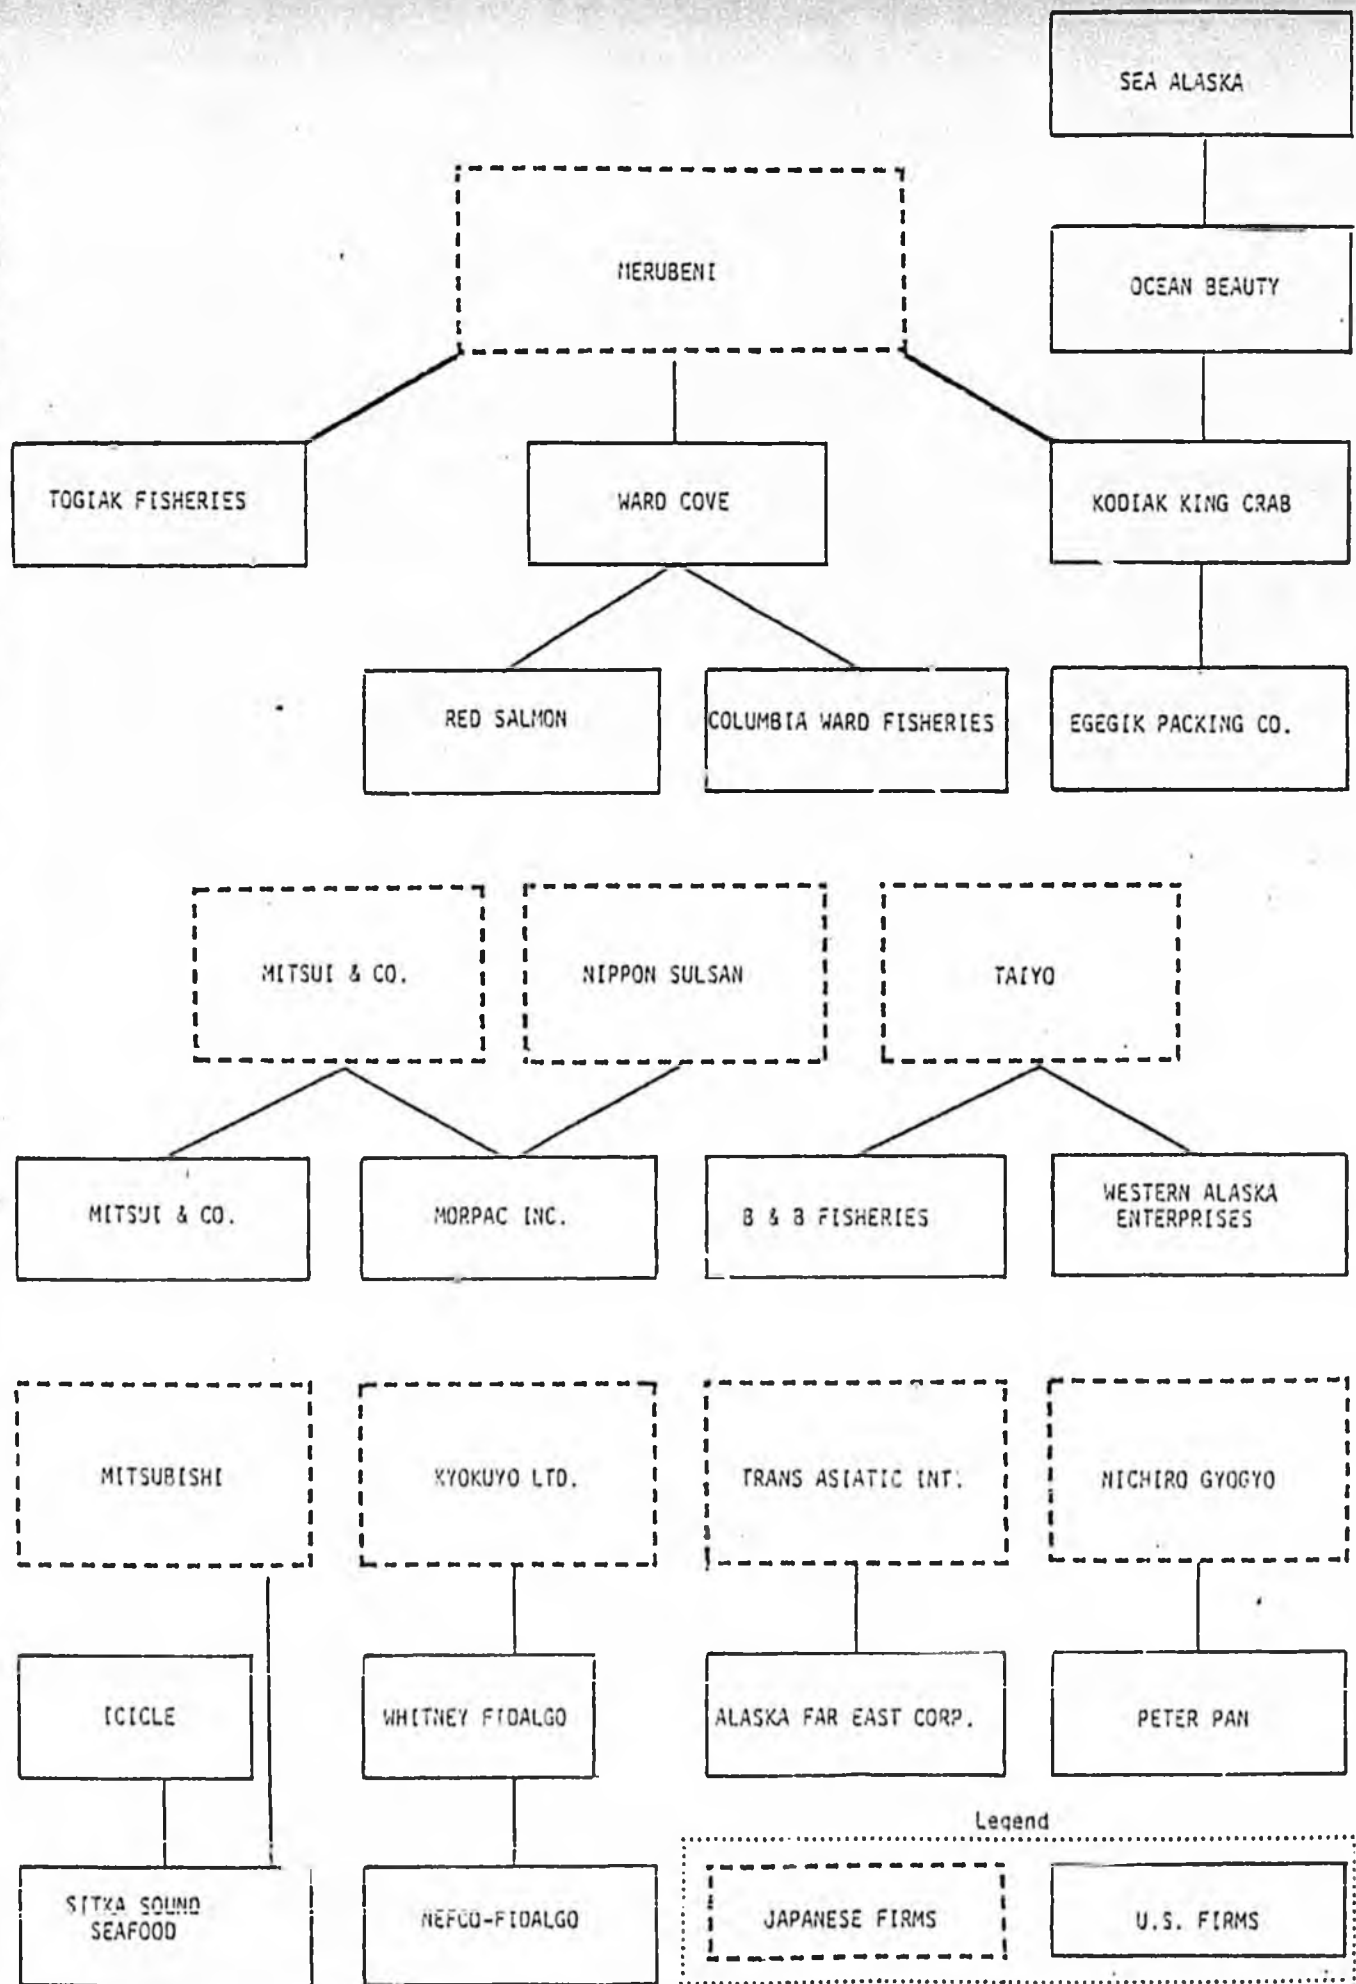 SEA ALASKA
MERUBENI
OCEAN BEAUTY
TOGIAK FISHERIES
WARD COVE
KODIAK KING CRAB
RED SALMON
COLUMBIA WARD FISHERIES
EGEGIK PACKING CO.
MITSUI & CO.
NIPPON SULSAN
TAIYO
MITSUI & CO.
MORPAC INC.
B & B FISHERIES
WESTERN ALASKA
ENTERPRISES
MITSUBISHI
KYOKUYO LTD.
TRANS ASIATIC INT.
NICHIRO GYOGYO
ICICLE
WHITNEY FIDALGO
ALASKA FAR EAST CORP.
PETER PAN
Legend
SITKA SOUND
SEAFOOD
NEFCO-FIDALGO
JAPANESE FIRMS
U.S. FIRMS